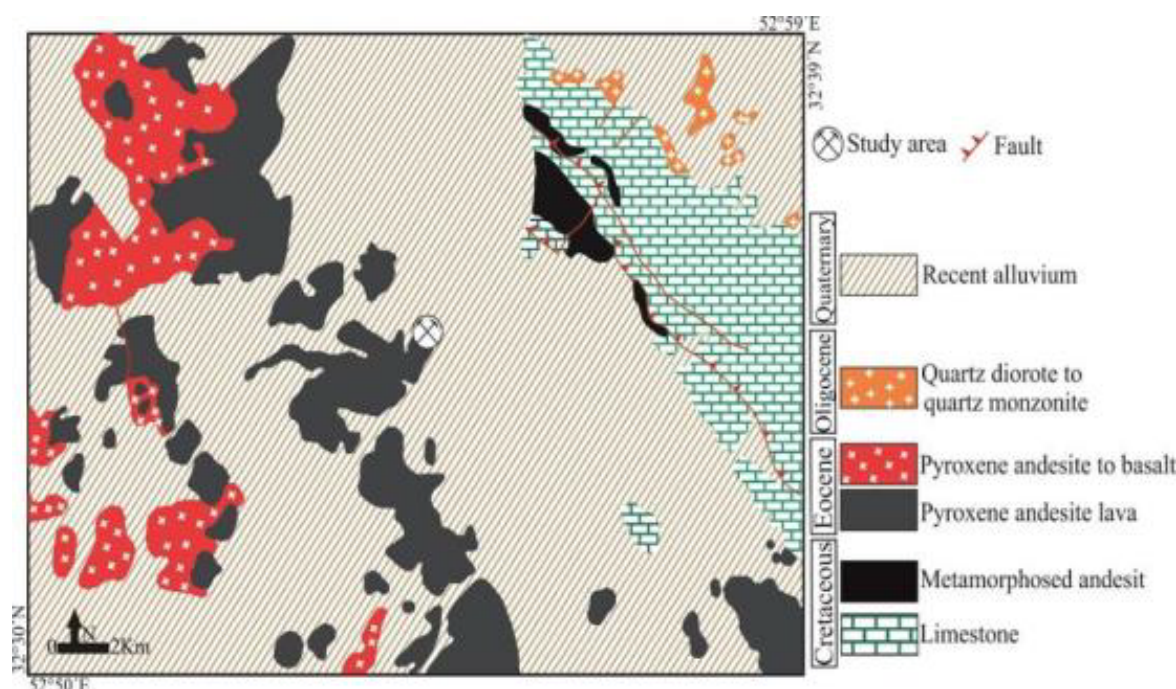 52°59´E
32°39´N
Study area
Fault
Quaternary
Recent alluvium
Oligocene
Quartz diorote to
quartz monzonite
Eocene
Pyroxene andesite to basalt
Pyroxene andesite lava
Cretaceous
Metamorphosed andesit
Limestone
N
0 2Km
32°30´N
52°50´E